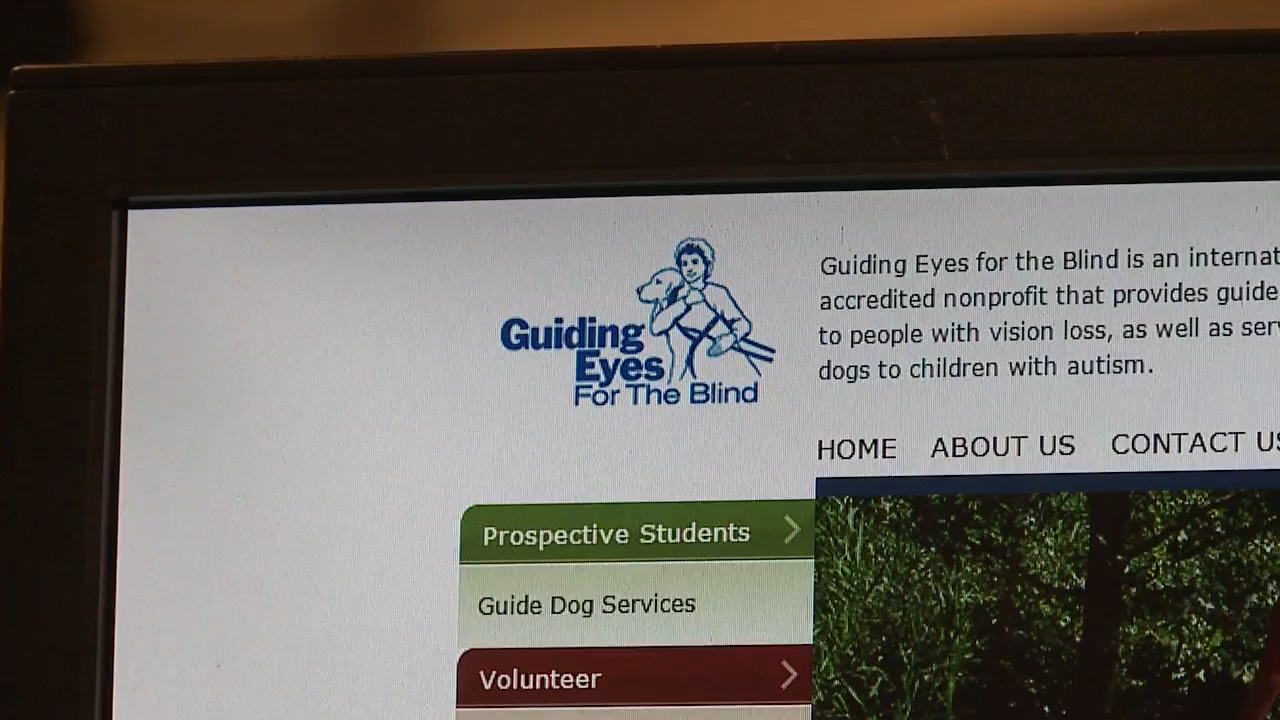 Guiding
Eyes
For The Blind
Guiding Eyes for the Blind is an
accredited nonprofit that provides guide
to people with vision loss, as well as
dogs to children with autism.
HOME ABOUT US CONTACT US
Prospective Students
Guide Dog Services
Volunteer